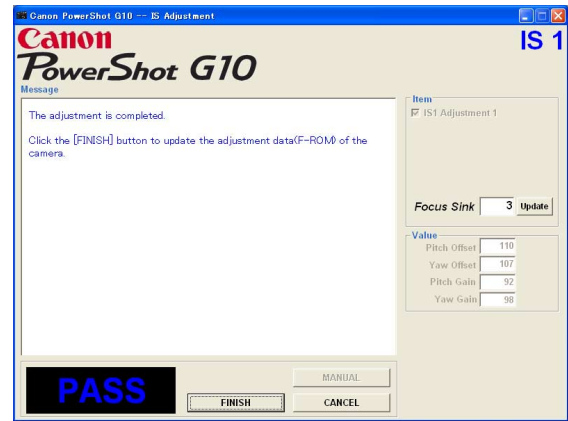 Canon PowerShot G10 -- IS Adjustment
Canon
PowerShot G10
IS 1
Message
The adjustment is completed.
Click the [FINISH] button to update the adjustment data(F-ROM) of the
camera.
Item
IS1 Adjustment 1
Focus Sink 3 Update
Value
Pitch Offset 110
Yaw Offset 107
Pitch Gain 92
Yaw Gain 98
PASS
MANUAL
FINISH CANCEL